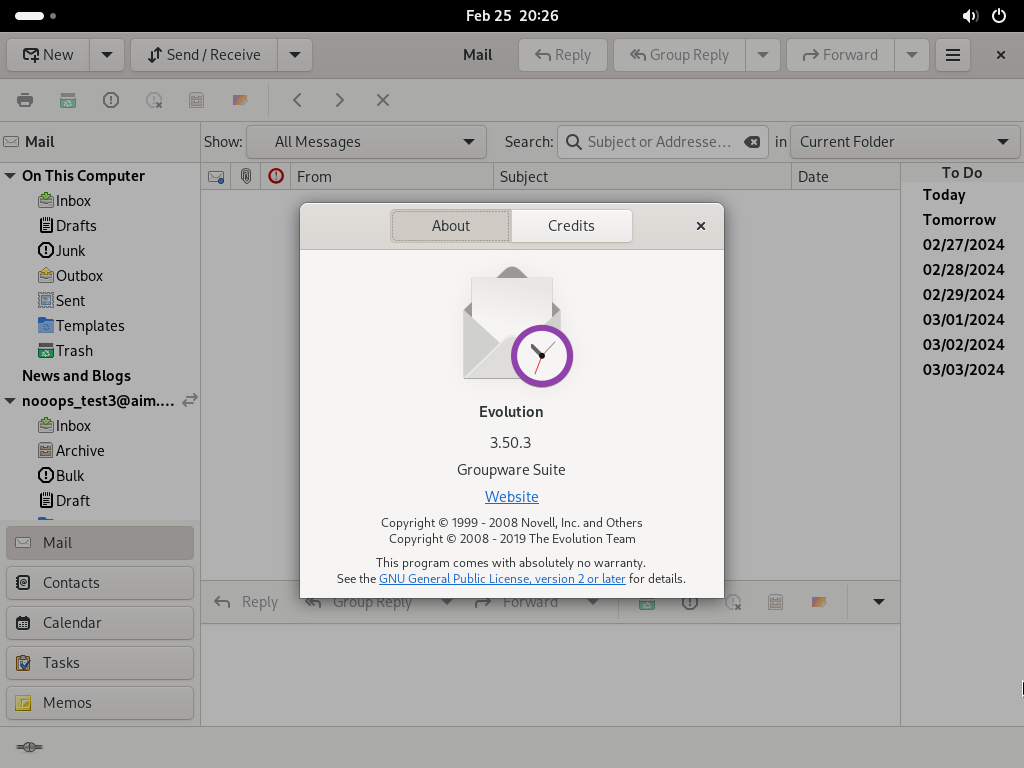 Feb 25 20:26
New
Send / Receive
Mail
Reply
Group Reply
Forward
Mail
Show:
All Messages
Search:
Subject or Addresse...
in
Current Folder
On This Computer
Inbox
Drafts
Junk
Outbox
Sent
Templates
Trash
News and Blogs
nooops_test3@aim....
Inbox
Archive
Bulk
Draft
From
Subject
Date
To Do
Today
Tomorrow
02/27/2024
02/28/2024
02/29/2024
03/01/2024
03/02/2024
03/03/2024
About
Credits
Evolution
3.50.3
Groupware Suite
Website
Copyright © 1999 - 2008 Novell, Inc. and Others
Copyright © 2008 - 2019 The Evolution Team
This program comes with absolutely no warranty.
See the GNU General Public License, version 2 or later for details.
Reply
Group Reply
Forward
Mail
Contacts
Calendar
Tasks
Memos